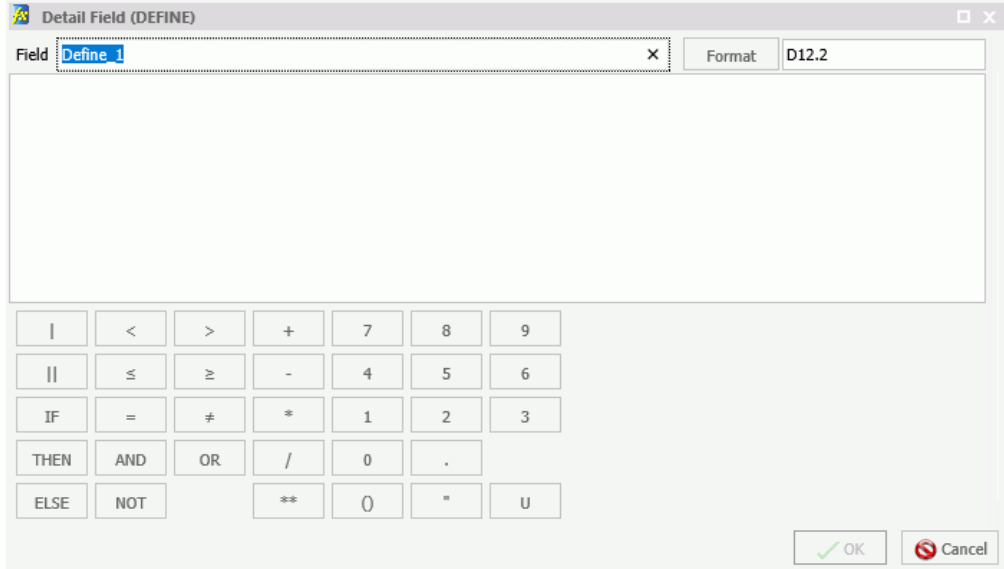 Detail Field (DEFINE)
Field Define_1 × Format D12.2
| < > + 7 8 9
|| ≤ ≥ - 4 5 6
IF = ≠ * 1 2 3
THEN AND OR / 0 .
ELSE NOT ** () " U
OK Cancel